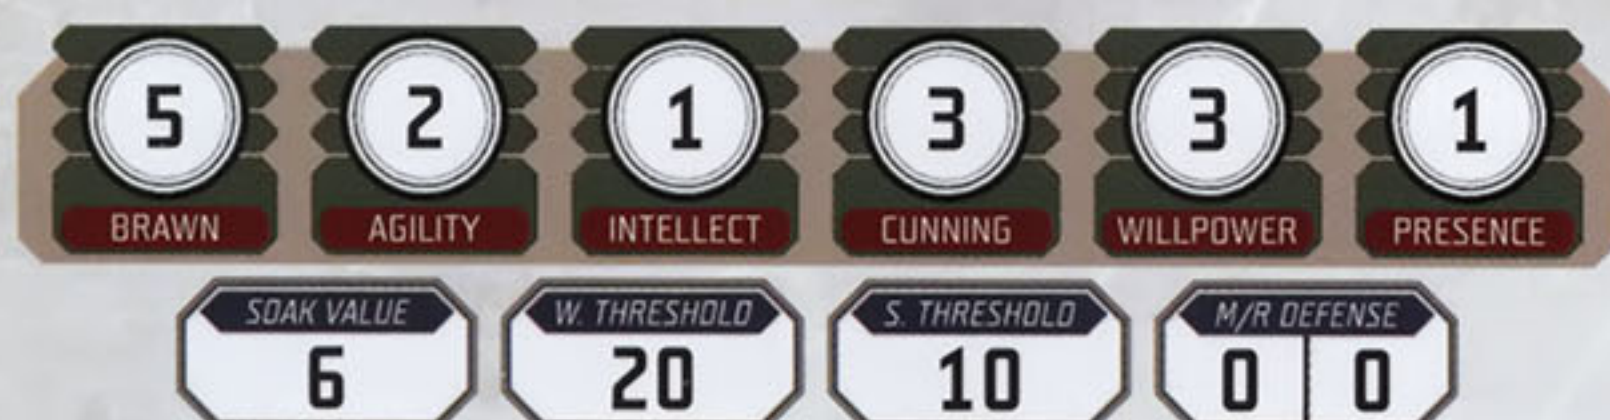 5 2 1 3 3 1
BRAWN AGILITY INTELLECT CUNNING WILLPOWER PRESENCE
SOAK VALUE W. THRESHOLD S. THRESHOLD M/R DEFENSE
6 20 10 0 0